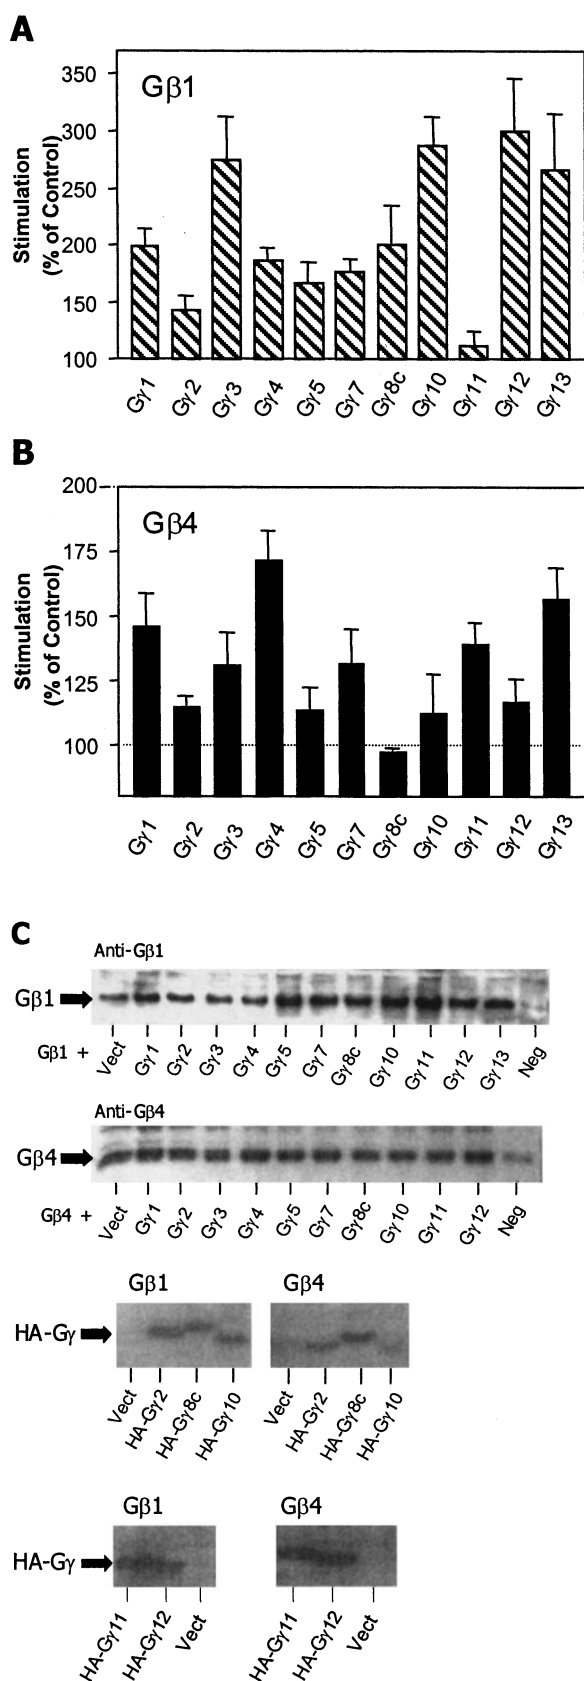 A
Gβ1
Stimulation
(% of Control)
350
300
250
200
150
100
Gγ1 Gγ2 Gγ3 Gγ4 Gγ5 Gγ7 Gγ8c Gγ10 Gγ11 Gγ12 Gγ13
B
Gβ4
Stimulation
(% of Control)
200
175
150
125
100
Gγ1 Gγ2 Gγ3 Gγ4 Gγ5 Gγ7 Gγ8c Gγ10 Gγ11 Gγ12 Gγ13
C
Anti-Gβ1
Gβ1
Gβ1 + Vect Gγ1 Gγ2 Gγ3 Gγ4 Gγ5 Gγ7 Gγ8c Gγ10 Gγ11 Gγ12 Gγ13 Neg
Anti-Gβ4
Gβ4
Gβ4 + Vect Gγ1 Gγ2 Gγ3 Gγ4 Gγ5 Gγ7 Gγ8c Gγ10 Gγ11 Gγ12 Neg
Gβ1 Gβ4
HA-Gγ
Vect HA-Gγ2 HA-Gγ8c HA-Gγ10 Vect HA-Gγ2 HA-Gγ8c HA-Gγ10
Gβ1 Gβ4
HA-Gγ
HA-Gγ11 HA-Gγ12 Vect HA-Gγ11 HA-Gγ12 Vect